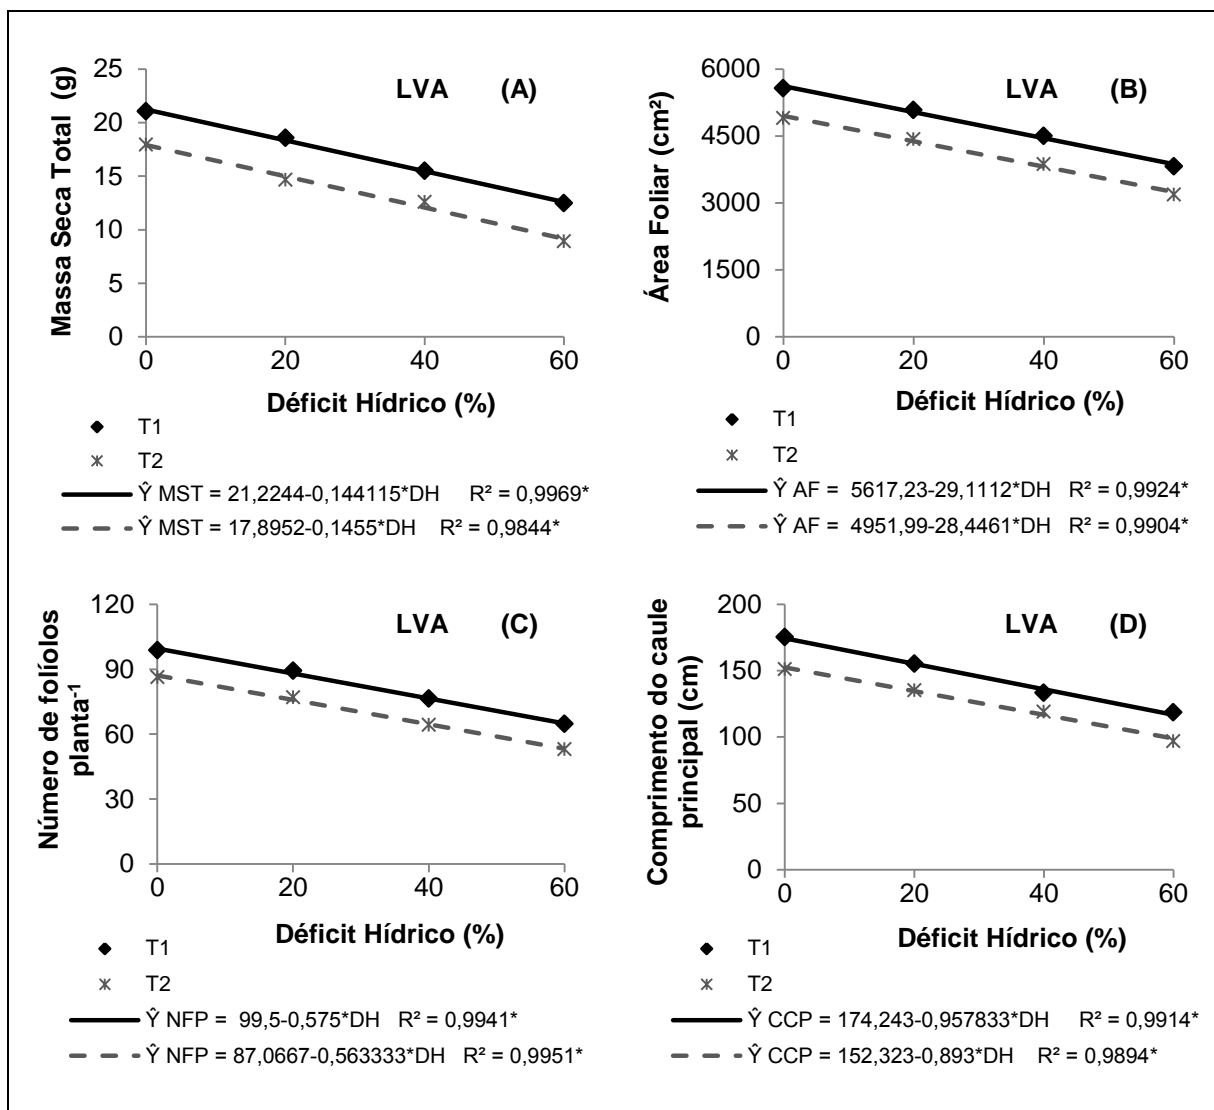 Massa Seca Total (g)
25
20
15
10
5
0
LVA (A)
0 20 40 60
Déficit Hídrico (%)
T1
T2
Ŷ MST = 21,2244-0,144115*DH R² = 0,9969*
Ŷ MST = 17,8952-0,1455*DH R² = 0,9844*
Área Foliar (cm²)
6000
4500
3000
1500
0
LVA (B)
0 20 40 60
Déficit Hídrico (%)
T1
T2
Ŷ AF = 5617,23-29,1112*DH R² = 0,9924*
Ŷ AF = 4951,99-28,4461*DH R² = 0,9904*
Número de folíolos
planta⁻¹
120
90
60
30
0
LVA (C)
0 20 40 60
Déficit Hídrico (%)
T1
T2
Ŷ NFP = 99,5-0,575*DH R² = 0,9941*
Ŷ NFP = 87,0667-0,563333*DH R² = 0,9951*
Comprimento do caule
principal (cm)
200
150
100
50
0
LVA (D)
0 20 40 60
Déficit Hídrico (%)
T1
T2
Ŷ CCP = 174,243-0,957833*DH R² = 0,9914*
Ŷ CCP = 152,323-0,893*DH R² = 0,9894*